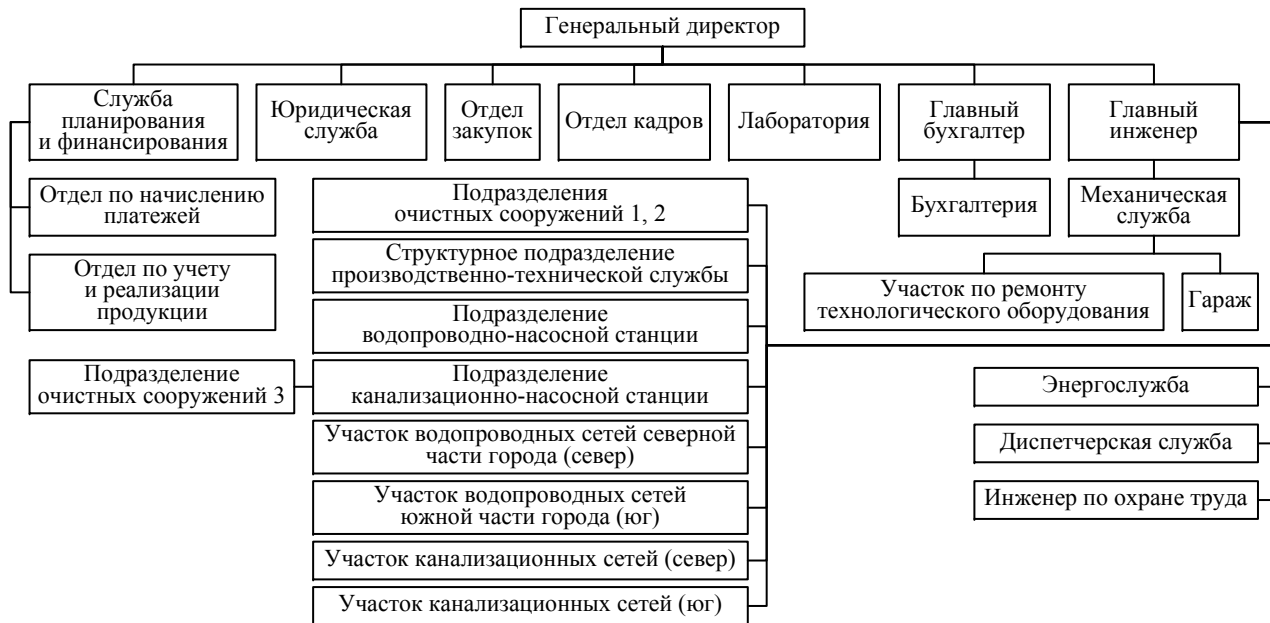 Генеральный директор
Служба
планирования
и финансирования
Юридическая
служба
Отдел
закупок
Отдел кадров
Лаборатория
Главный
бухгалтер
Главный
инженер
Отдел по начислению
платежей
Подразделения
очистных сооружений 1, 2
Бухгалтерия
Механическая
служба
Отдел по учету
и реализации
продукции
Структурное подразделение
производственно-технической службы
Участок по ремонту
технологического оборудования
Гараж
Подразделение
водопроводно-насосной станции
Подразделение
очистных сооружений 3
Подразделение
канализационно-насосной станции
Энергослужба
Участок водопроводных сетей северной
части города (север)
Диспетчерская служба
Участок водопроводных сетей
южной части города (юг)
Инженер по охране труда
Участок канализационных сетей (север)
Участок канализационных сетей (юг)